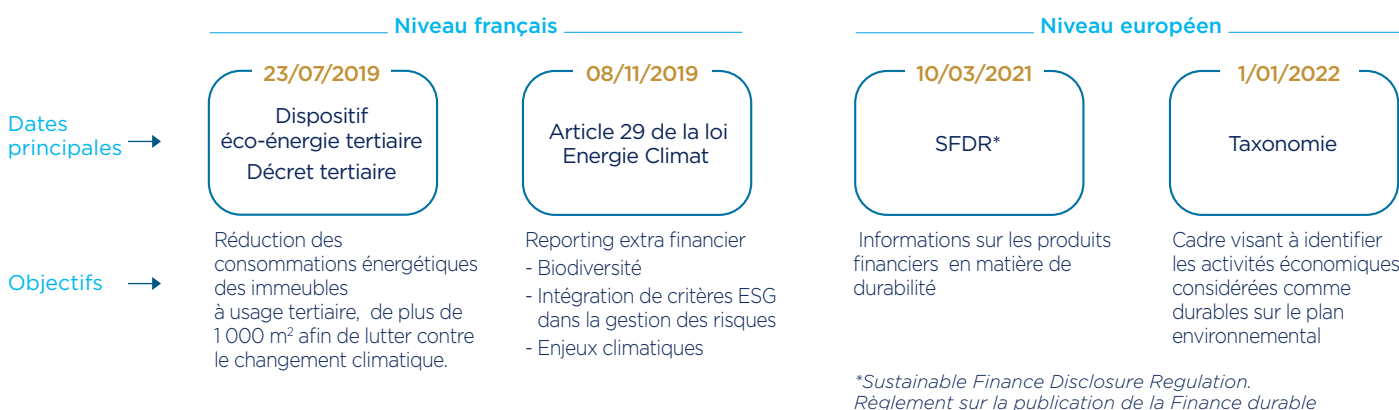 Niveau français
Niveau européen
Dates
principales
23/07/2019
Dispositif
éco-énergie tertiaire
Décret tertiaire
08/11/2019
Article 29 de la loi
Energie Climat
10/03/2021
SFDR*
1/01/2022
Taxonomie
Objectifs
Réduction des
consommations énergétiques
des immeubles
à usage tertiaire, de plus de
1 000 m² afin de lutter contre
le changement climatique.
Reporting extra financier
- Biodiversité
- Intégration de critères ESG
dans la gestion des risques
- Enjeux climatiques
Informations sur les produits
financiers en matière de
durabilité
Cadre visant à identifier
les activités économiques
considérées comme
durables sur le plan
environnemental
*Sustainable Finance Disclosure Regulation.
Règlement sur la publication de la Finance durable